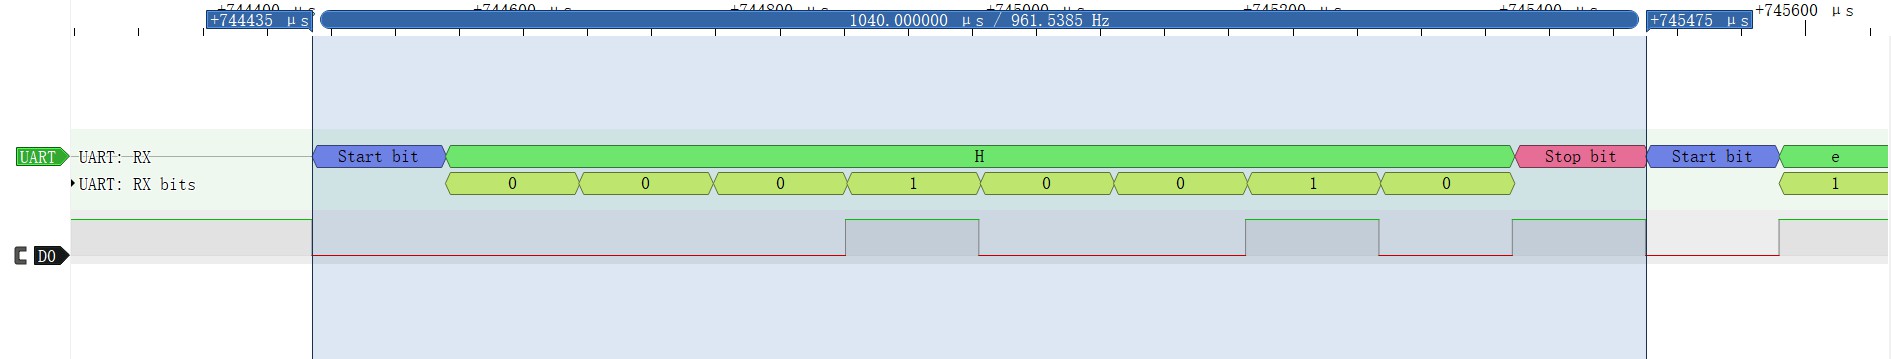 +744400 μs +744600 μs +744800 μs +745000 μs +745200 μs +745400 μs +745600 μs
+744435 μs 1040.000000 μs / 961.5385 Hz +745475 μs
UART UART: RX Start bit H Stop bit Start bit e
UART: RX bits 0 0 0 1 0 0 1 0 1
D0